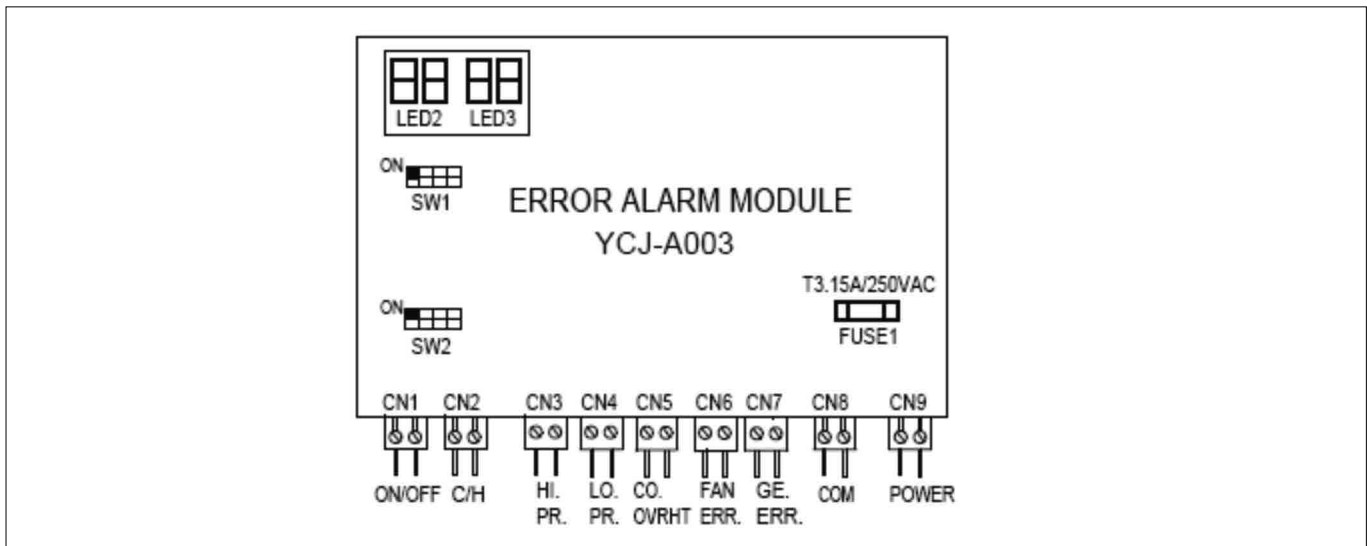 LED2 LED3
ON
SW1
ERROR ALARM MODULE
YCJ-A003
T3.15A/250VAC
ON
SW2
FUSE1
CN1 CN2 CN3 CN4 CN5 CN6 CN7 CN8 CN9
ON/OFF C/H HI. LO. CO. FAN GE. COM POWER
PR. PR. OVRHT ERR. ERR.